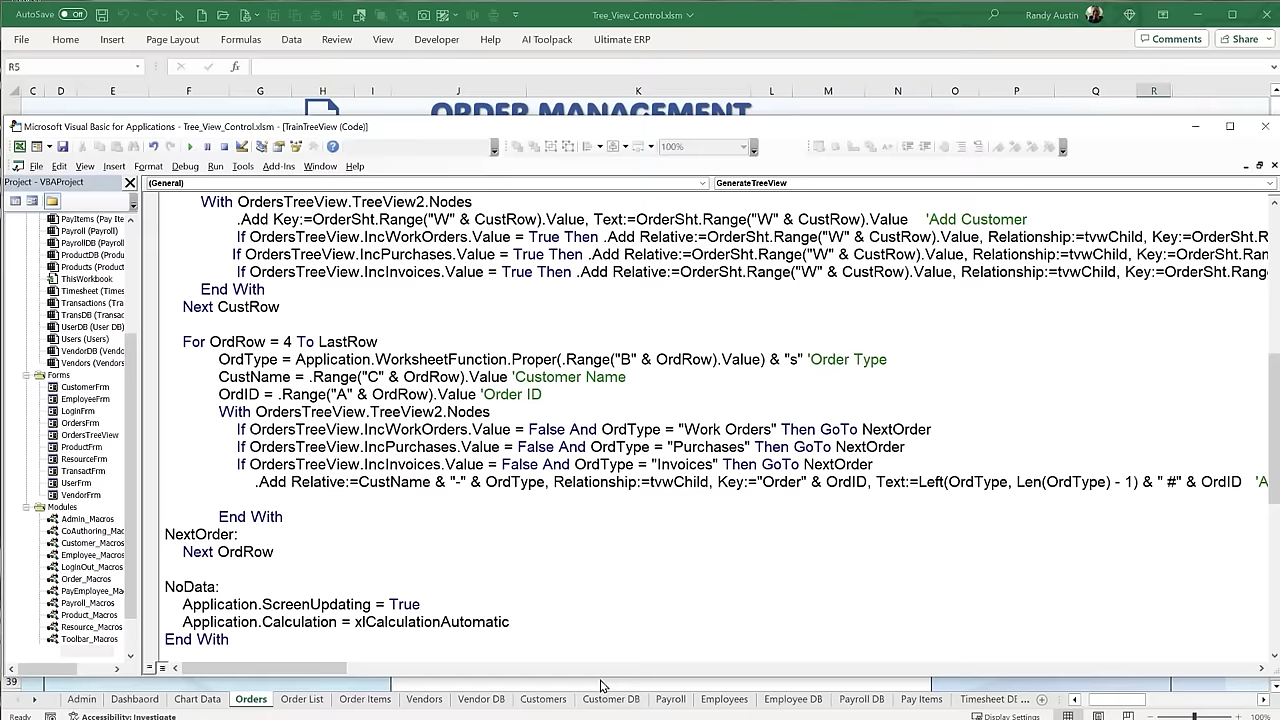 AutoSave Off Tree_View_Control.xlsm Randy Austin
File Home Insert Page Layout Formulas Data Review View Developer Help AI Toolpack Ultimate ERP Comments Share
R5 fx
C D E F G H I J K L M N O P Q R
ORDER MANAGEMENT
Microsoft Visual Basic for Applications - Tree_View_Control.xlsm - [TrainTreeView (Code)]
100%
File Edit View Insert Format Debug Run Tools Add-Ins Window Help
Project - VBAProject
(General) GenerateTreeView
PayItems (Pay Ite
Payroll (Payroll)
PayrollDB (Payroll
ProductDB (Produc
Products (Product
ThisWorkbook
Timesheet (Times
Transactions (Tra
TransDB (Transac
UserDB (User DB)
Users (Users)
VendorDB (Vendo
Vendors (Vendors
Forms
CustomerFrm
EmployeeFrm
LoginFrm
OrdersFrm
OrdersTreeView
ProductFrm
ResourceFrm
TransactFrm
UserFrm
VendorFrm
Modules
Admin_Macros
CoAuthoring_Mac
Customer_Macros
Employee_Macros
LoginOut_Macros
Order_Macros
PayEmployee_Ma
Payroll_Macros
Product_Macros
Resource_Macros
Toolbar_Macros
With OrdersTreeView.TreeView2.Nodes
.Add Key:=OrderSht.Range("W" & CustRow).Value, Text:=OrderSht.Range("W" & CustRow).Value 'Add Customer
If OrdersTreeView.IncWorkOrders.Value = True Then .Add Relative:=OrderSht.Range("W" & CustRow).Value, Relationship:=tvwChild, Key:=OrderSht.R
If OrdersTreeView.IncPurchases.Value = True Then .Add Relative:=OrderSht.Range("W" & CustRow).Value, Relationship:=tvwChild, Key:=OrderSht.Ran
If OrdersTreeView.IncInvoices.Value = True Then .Add Relative:=OrderSht.Range("W" & CustRow).Value, Relationship:=tvwChild, Key:=OrderSht.Rang
End With
Next CustRow
For OrdRow = 4 To LastRow
OrdType = Application.WorksheetFunction.Proper(.Range("B" & OrdRow).Value) & "s" 'Order Type
CustName = .Range("C" & OrdRow).Value 'Customer Name
OrdID = .Range("A" & OrdRow).Value 'Order ID
With OrdersTreeView.TreeView2.Nodes
If OrdersTreeView.IncWorkOrders.Value = False And OrdType = "Work Orders" Then GoTo NextOrder
If OrdersTreeView.IncPurchases.Value = False And OrdType = "Purchases" Then GoTo NextOrder
If OrdersTreeView.IncInvoices.Value = False And OrdType = "Invoices" Then GoTo NextOrder
.Add Relative:=CustName & "-" & OrdType, Relationship:=tvwChild, Key:="Order" & OrdID, Text:=Left(OrdType, Len(OrdType) - 1) & " #" & OrdID 'A
End With
NextOrder:
Next OrdRow
NoData:
Application.ScreenUpdating = True
Application.Calculation = xlCalculationAutomatic
End With
39
Admin Dashbaord Chart Data Orders Order List Order Items Vendors Vendor DB Customers Customer DB Payroll Employees Employee DB Payroll DB Pay Items Timesheet DE ...
Ready Accessibility: Investigate Display Settings 100%